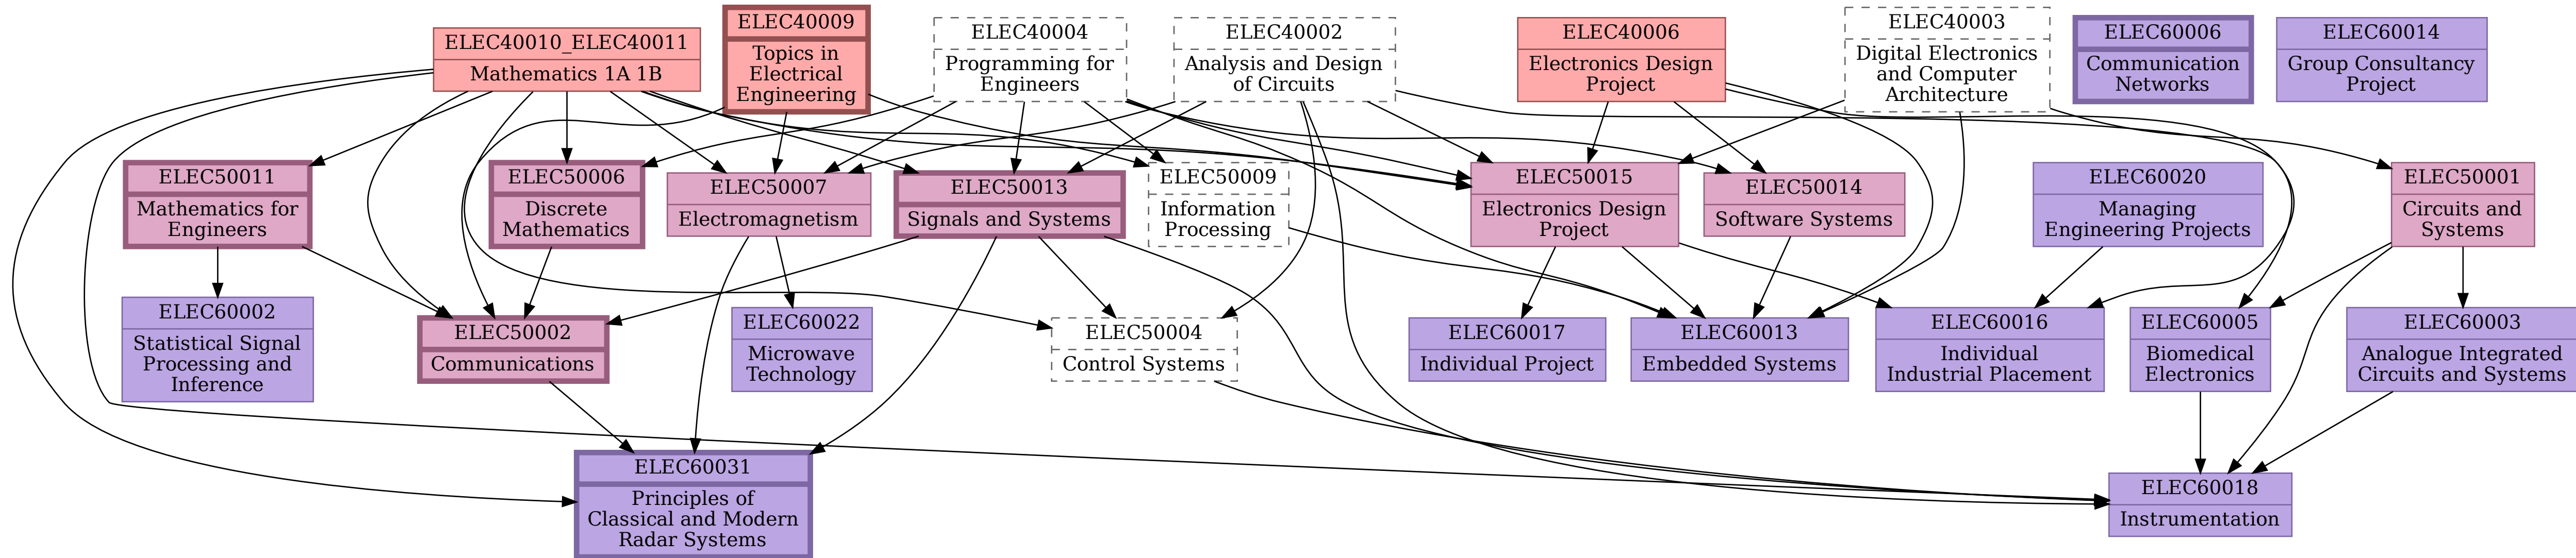 ELEC40010_ELEC40011
Mathematics 1A 1B
ELEC40009
Topics in
Electrical
Engineering
ELEC40004
Programming for
Engineers
ELEC40002
Analysis and Design
of Circuits
ELEC40006
Electronics Design
Project
ELEC40003
Digital Electronics
and Computer
Architecture
ELEC60006
Communication
Networks
ELEC60014
Group Consultancy
Project
ELEC50011
Mathematics for
Engineers
ELEC50006
Discrete
Mathematics
ELEC50007
Electromagnetism
ELEC50013
Signals and Systems
ELEC50009
Information
Processing
ELEC50015
Electronics Design
Project
ELEC50014
Software Systems
ELEC60020
Managing
Engineering Projects
ELEC50001
Circuits and
Systems
ELEC60002
Statistical Signal
Processing and
Inference
ELEC50002
Communications
ELEC60022
Microwave
Technology
ELEC50004
Control Systems
ELEC60017
Individual Project
ELEC60013
Embedded Systems
ELEC60016
Individual
Industrial Placement
ELEC60005
Biomedical
Electronics
ELEC60003
Analogue Integrated
Circuits and Systems
ELEC60031
Principles of
Classical and Modern
Radar Systems
ELEC60018
Instrumentation